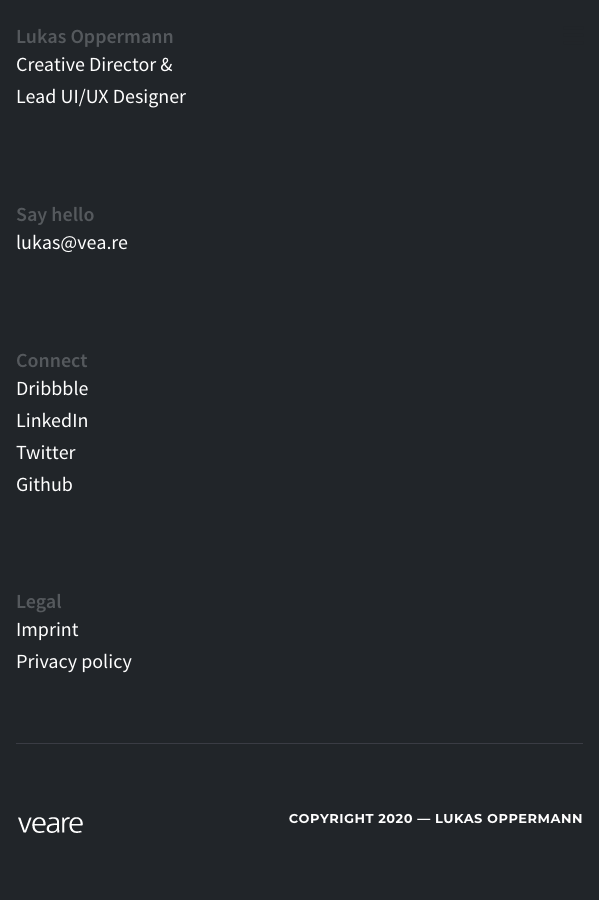 Lukas Oppermann
Creative Director &
Lead UI/UX Designer
Say hello
lukas@vea.re
Connect
Dribbble
LinkedIn
Twitter
Github
Legal
Imprint
Privacy policy
veare
COPYRIGHT 2020 — LUKAS OPPERMANN